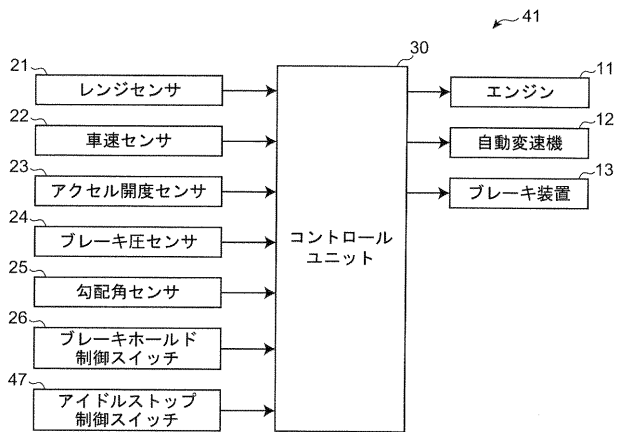 41
30
21
レンジセンサ
22
車速センサ
23
アクセル開度センサ
24
ブレーキ圧センサ
25
勾配角センサ
26
ブレーキホールド
制御スイッチ
47
アイドルストップ
制御スイッチ
コントロール
ユニット
11
エンジン
12
自動変速機
13
ブレーキ装置